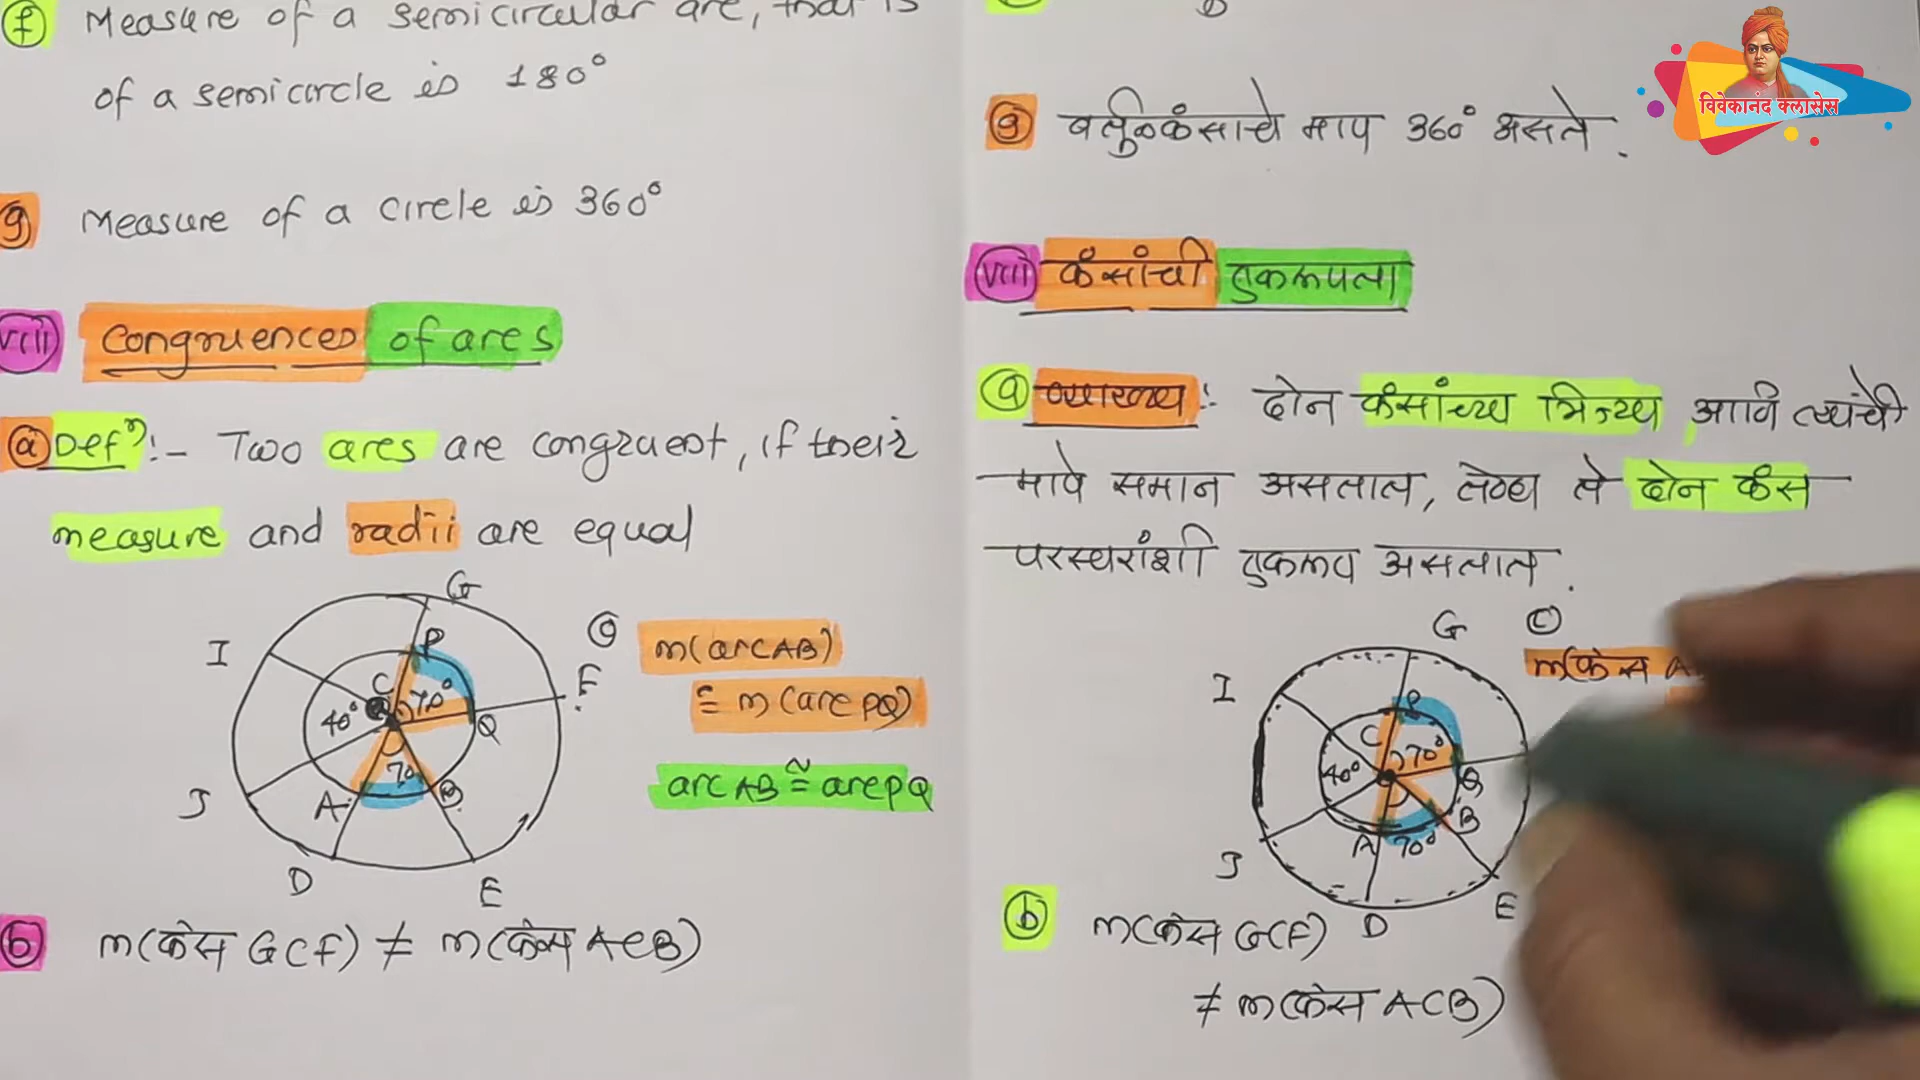 f Measure of a semicircular arc, that is
of a semicircle is 180°
g Measure of a circle is 360°
viii Congruences of arcs
a Defⁿ :- Two arcs are congruent, if their
measure and radii are equal
G
I
P
F
C
40°
70°
Q
70
A
B
J
D
E
m(arc AB)
≅ m(arc PQ)
arc AB ≅ arc PQ
b m(कंस GCF) ≠ m(कंस ACB)
विवेकानंद क्लासेस
g वर्तुळकंसाचे माप 360° असते.
viii कंसांची एकरूपता
a व्याख्या :- दोन कंसांच्या त्रिज्या आणि त्यांची
मापे समान असतात, तेव्हा ते दोन कंस
परस्परांशी एकरूप असतात.
G
C
I
P
m(कंस A
C
70°
40°
Q
B
A
70°
J
E
D
b m(कंस GCF)
≠ m(कंस ACB)